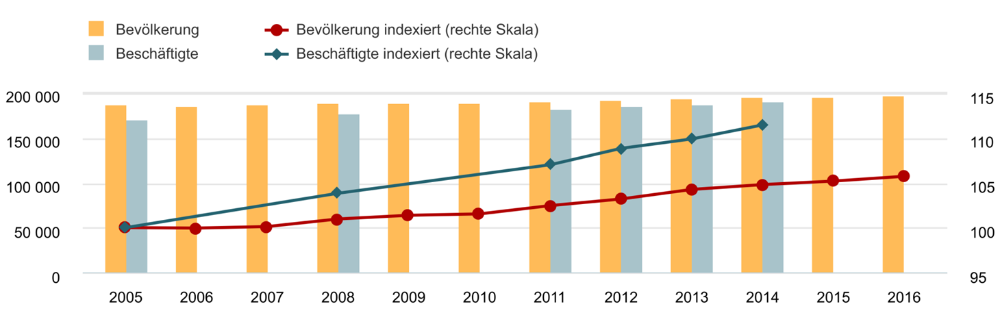 Bevölkerung
Bevölkerung indexiert (rechte Skala)
Beschäftigte
Beschäftigte indexiert (rechte Skala)
200 000
115
150 000
110
100 000
105
50 000
100
0
95
2005 2006 2007 2008 2009 2010 2011 2012 2013 2014 2015 2016